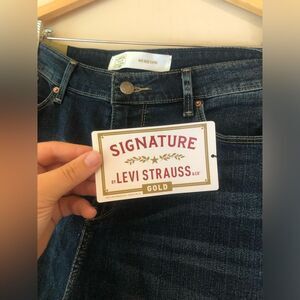 SIGNATURE
BY LEVI STRAUSS & CO
GOLD